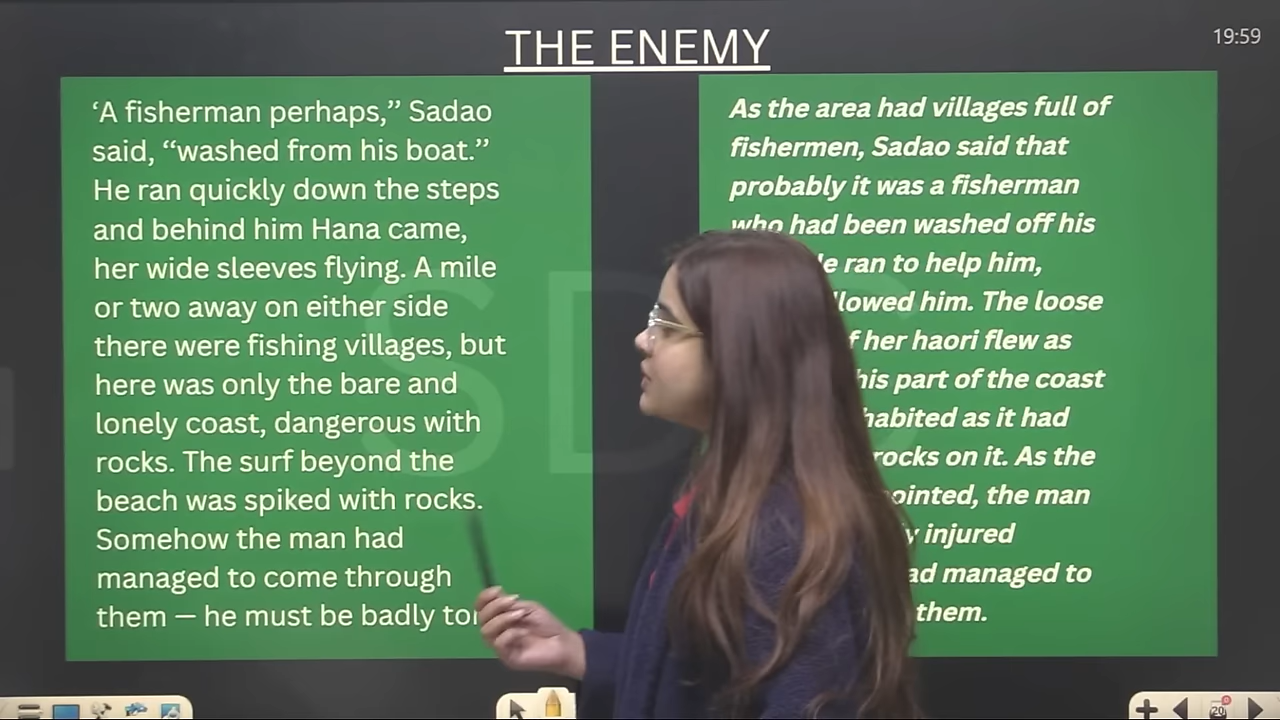 THE ENEMY
19:59
‘A fisherman perhaps,” Sadao
said, “washed from his boat.”
He ran quickly down the steps
and behind him Hana came,
her wide sleeves flying. A mile
or two away on either side
there were fishing villages, but
here was only the bare and
lonely coast, dangerous with
rocks. The surf beyond the
beach was spiked with rocks.
Somehow the man had
managed to come through
them — he must be badly
As the area had villages full of
fishermen, Sadao said that
probably it was a fisherman
who had been washed off his
ran to help him,
him. The loose
her haori flew as
his part of the coast
as it had
rocks on it. As the
the man
injured
managed to
them.
SDS
20